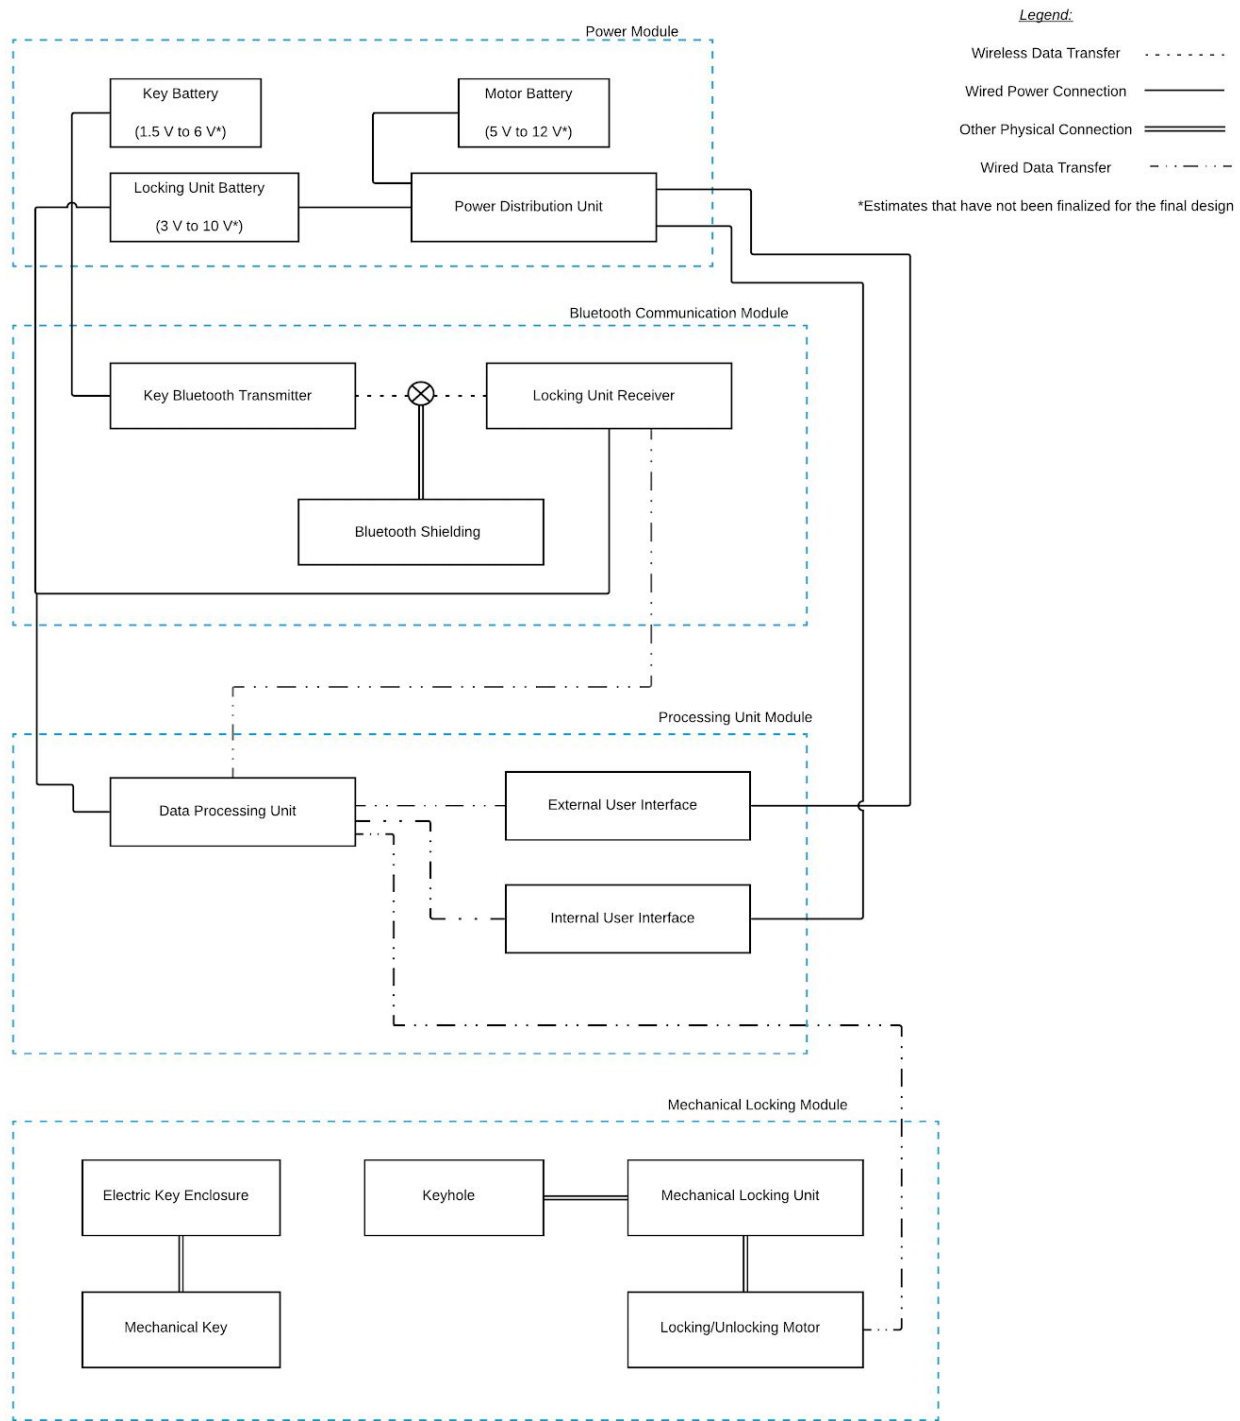 Legend:
Wireless Data Transfer
Wired Power Connection
Other Physical Connection
Wired Data Transfer
*Estimates that have not been finalized for the final design
Power Module
Key Battery
(1.5 V to 6 V*)
Motor Battery
(5 V to 12 V*)
Locking Unit Battery
(3 V to 10 V*)
Power Distribution Unit
Bluetooth Communication Module
Key Bluetooth Transmitter
Locking Unit Receiver
Bluetooth Shielding
Processing Unit Module
Data Processing Unit
External User Interface
Internal User Interface
Mechanical Locking Module
Electric Key Enclosure
Keyhole
Mechanical Locking Unit
Mechanical Key
Locking/Unlocking Motor